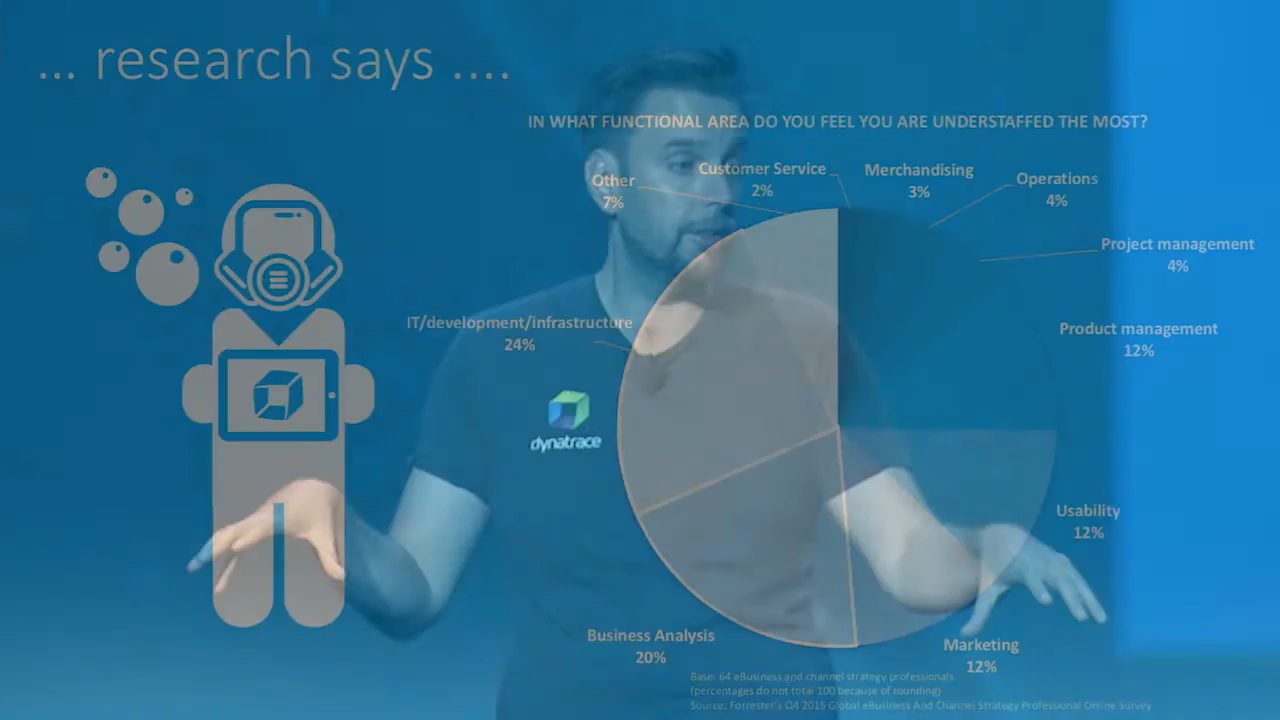 ... research says ....
IN WHAT FUNCTIONAL AREA DO YOU FEEL YOU ARE UNDERSTAFFED THE MOST?
Other
7%
Customer Service
2%
Merchandising
3%
Operations
4%
Project management
4%
IT/development/infrastructure
24%
Product management
12%
dynatrace
Usability
12%
Business Analysis
20%
Marketing
12%
Base: 64 eBusiness and channel strategy professionals
(percentages do not total 100 because of rounding)
Source: Forrester's Q4 2015 Global eBusiness And Channel Strategy Professional Online Survey